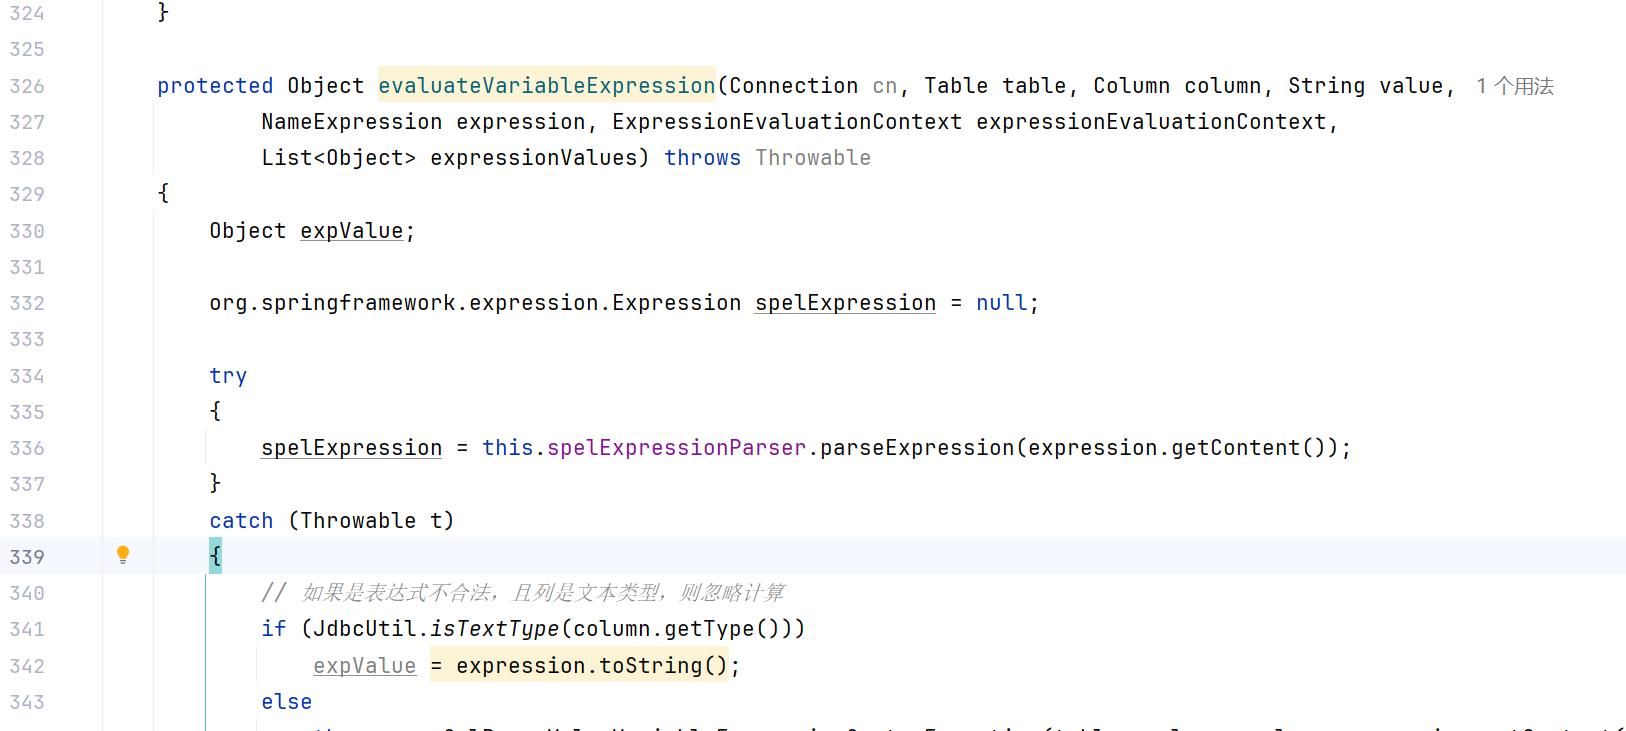 324 }
325
326 protected Object evaluateVariableExpression(Connection cn, Table table, Column column, String value, 1 个用法
327 NameExpression expression, ExpressionEvaluationContext expressionEvaluationContext,
328 List<Object> expressionValues) throws Throwable
329 {
330 Object expValue;
331
332 org.springframework.expression.Expression spelExpression = null;
333
334 try
335 {
336 spelExpression = this.spelExpressionParser.parseExpression(expression.getContent());
337 }
338 catch (Throwable t)
339 {
340 // 如果是表达式不合法，且列是文本类型，则忽略计算
341 if (JdbcUtil.isTextType(column.getType()))
342 expValue = expression.toString();
343 else